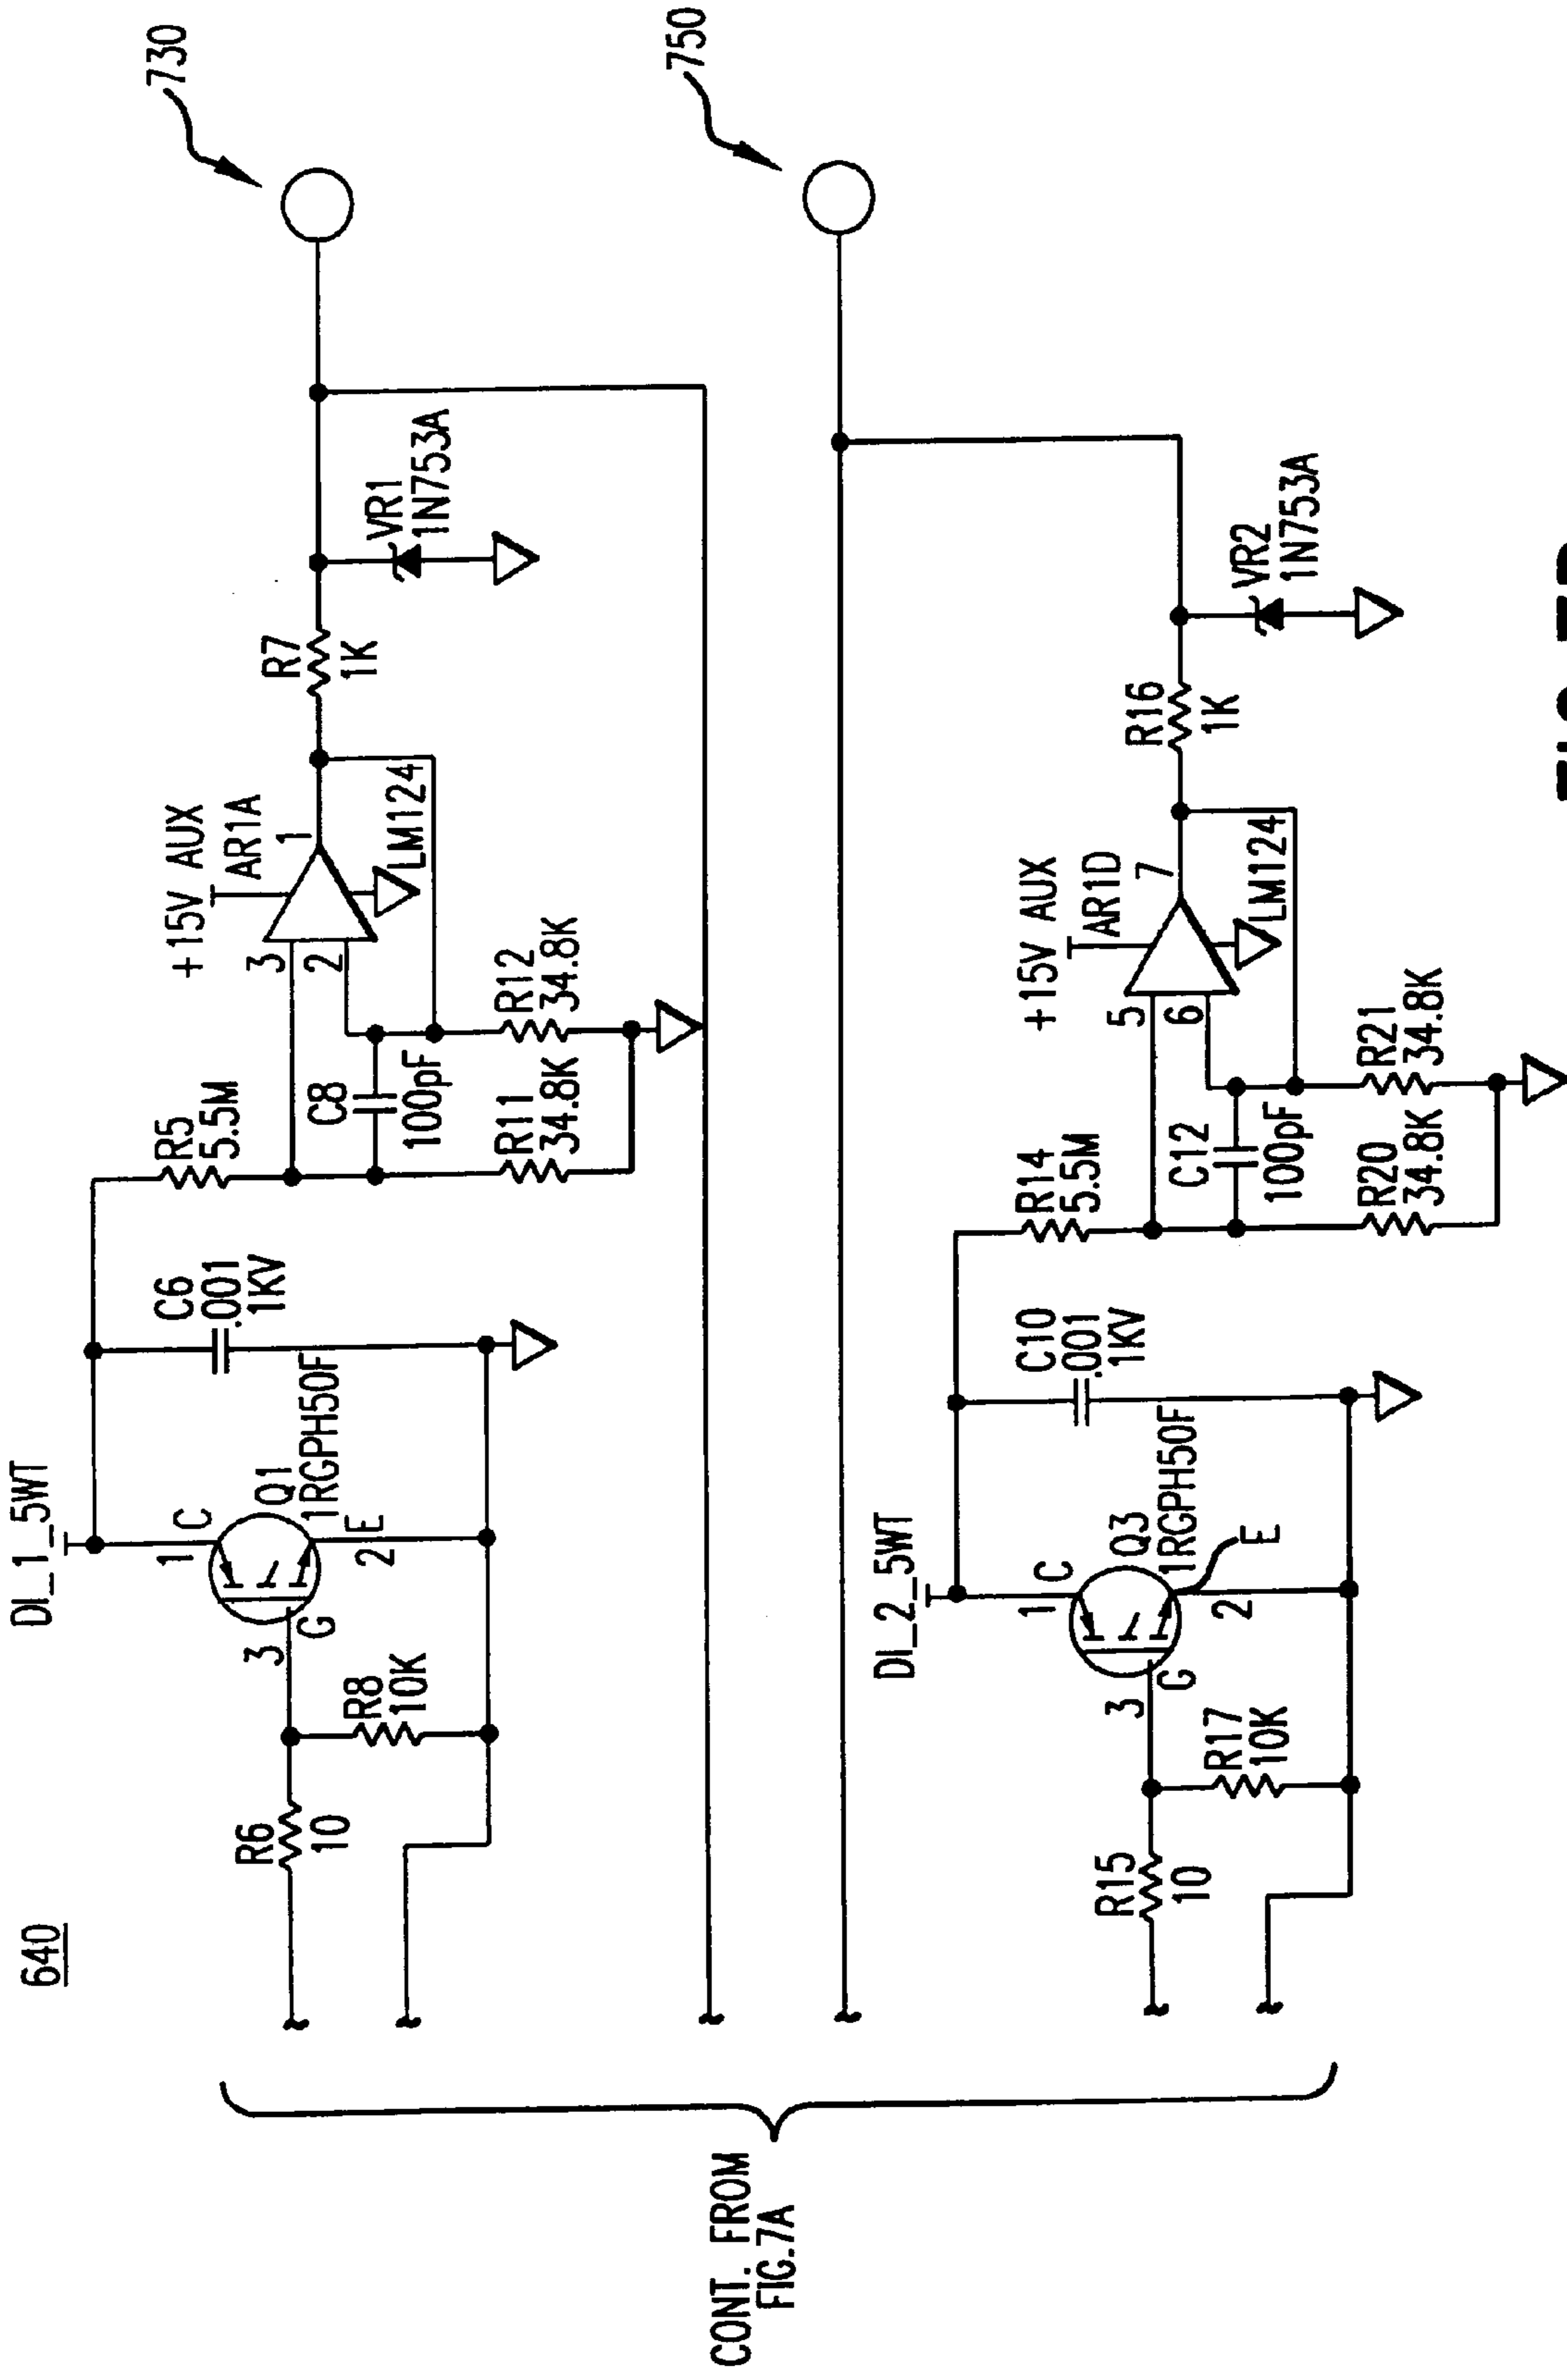 640
DI_1_5WT
R6
10
R8
10K
3
G
1
C
Q1
1RGPH50F
2
E
C6
.001
1KV
R5
5.5M
C8
100pF
R11
34.8K
R12
34.8K
3
2
+15V AUX
AR1A
1
LM124
R7
1K
VR1
1N753A
730
750
CONT. FROM
FIG.7A
DI_2_5WT
R15
10
R17
10K
3
G
1
C
Q3
1RGPH50F
2
E
C10
.001
1KV
R14
5.5M
C12
100pF
R20
34.8K
R21
34.8K
5
6
+15V AUX
AR1D
7
LM124
R16
1K
VR2
1N753A